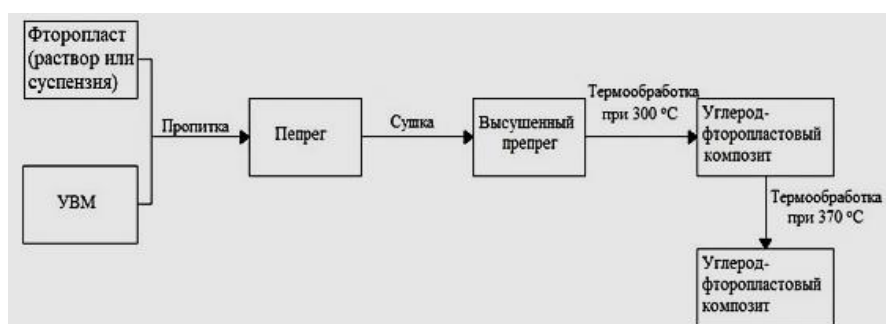 Фторопласт
(раствор или
суспензия)
УВМ
Пропитка
Пепрег
Сушка
Высушенный
препрег
Термообработка
при 300 °C
Углерод-
фторопластовый
композит
Термообработка
при 370 °C
Углерод-
фторопластовый
композит